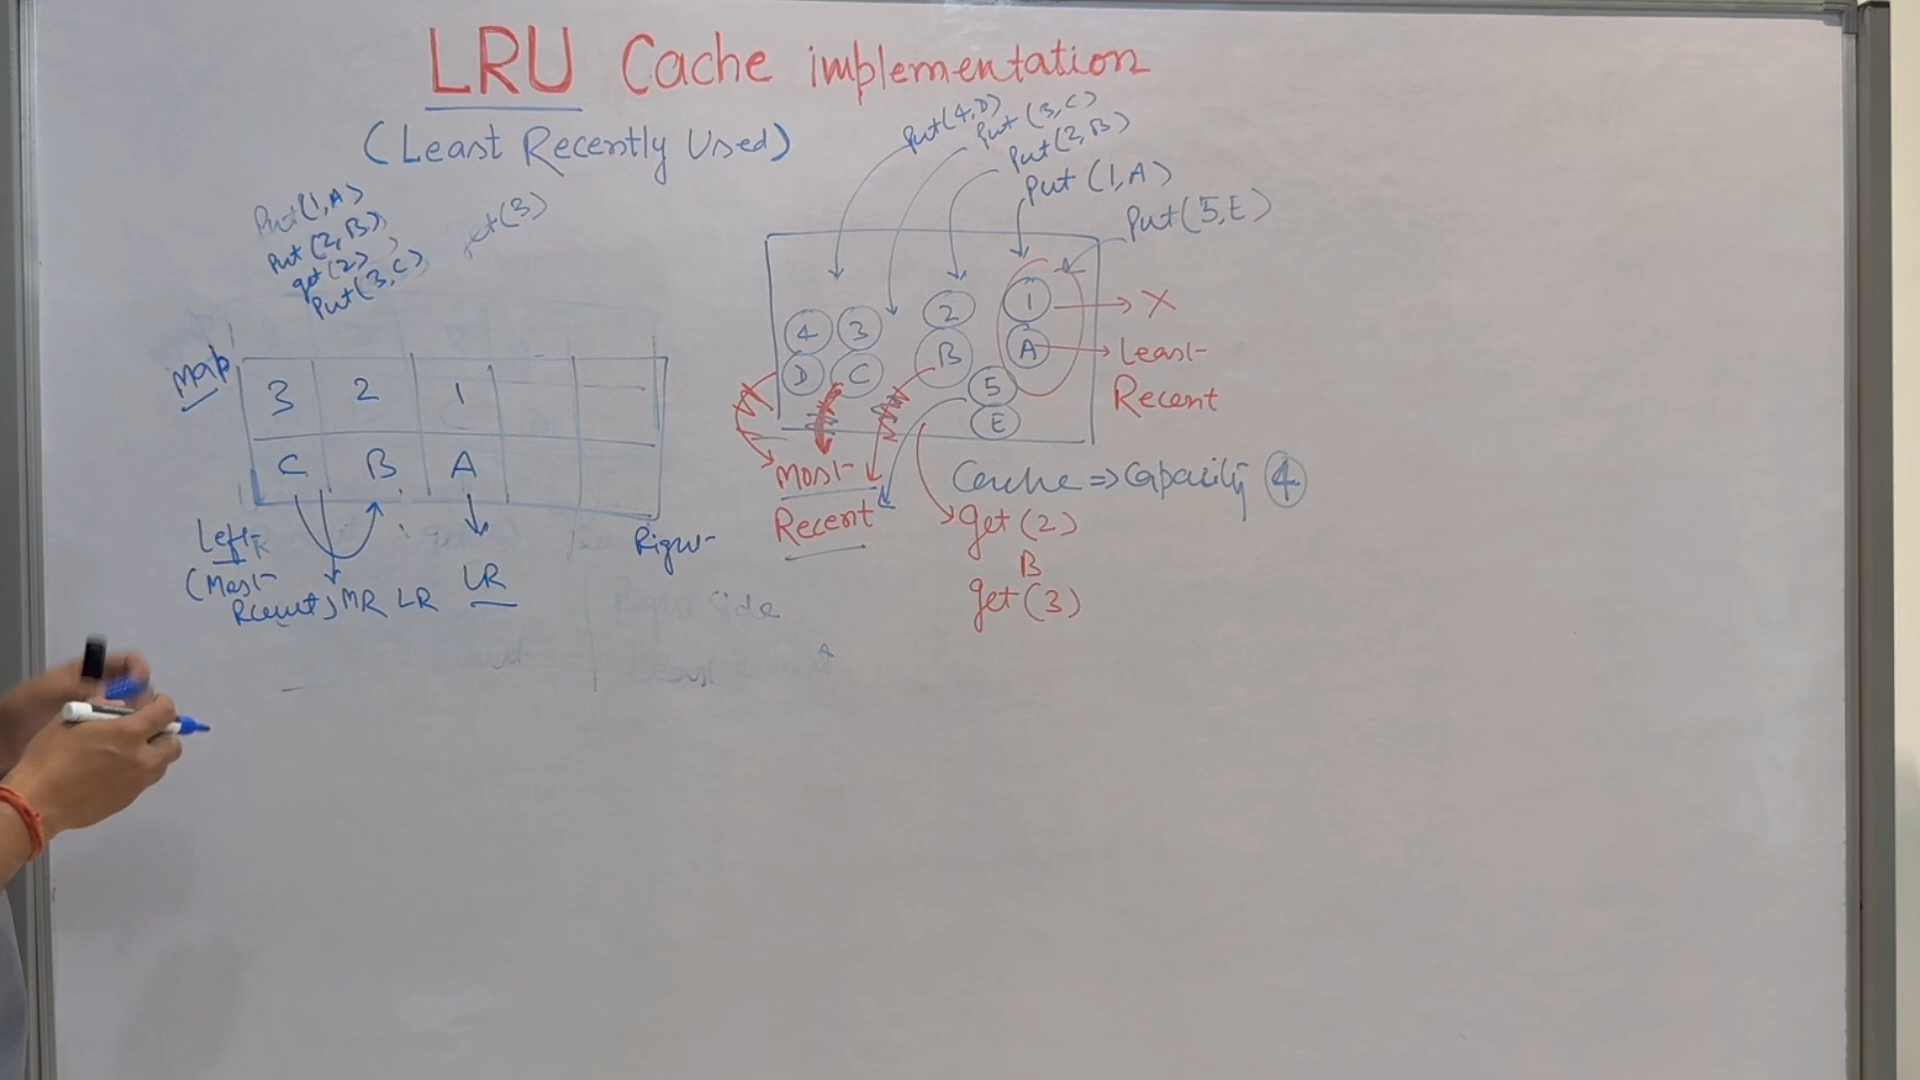 LRU Cache implementation
(Least Recently Used)
Put(4,D)
Put (3,C)
Put (2,B)
Put (1,A)
Put(5,E)
Put(1,A)
Put (2,B)
get(2)
Put(3,C)
get(3)
Map
3 2 1
C B A
Left
(Most
Recent) MR LR LR
Right
4 3 2 1
D C B A
5
E
X
Least
Recent
Most
Recent
Cache => Capacity 4
get (2)
B
get (3)
Side
Least